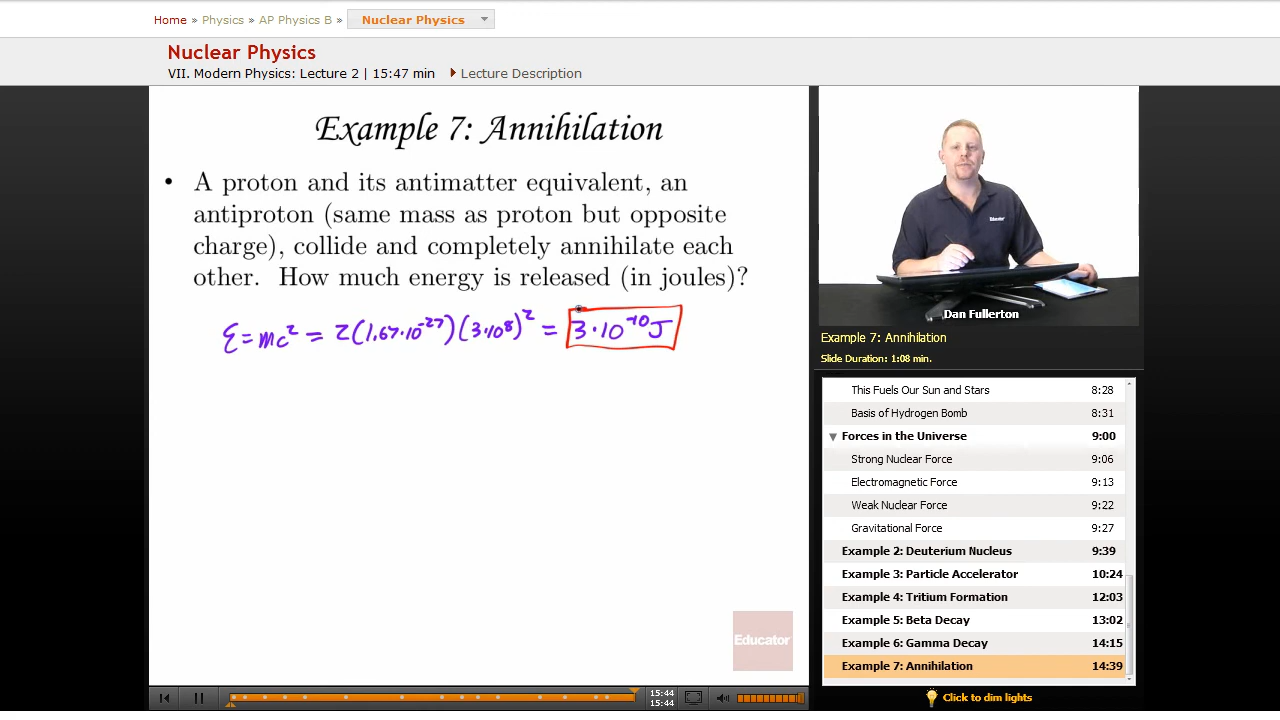 Home » Physics » AP Physics B » Nuclear Physics
Nuclear Physics
VII. Modern Physics: Lecture 2 | 15:47 min Lecture Description
Example 7: Annihilation
• A proton and its antimatter equivalent, an
antiproton (same mass as proton but opposite
charge), collide and completely annihilate each
other. How much energy is released (in joules)?
E = mc² = 2(1.67·10⁻²⁷)(3·10⁸)² = 3·10⁻¹⁰ J
Educator
Educator
Dan Fullerton
Example 7: Annihilation
Slide Duration: 1:08 min.
This Fuels Our Sun and Stars 8:28
Basis of Hydrogen Bomb 8:31
▼ Forces in the Universe 9:00
Strong Nuclear Force 9:06
Electromagnetic Force 9:13
Weak Nuclear Force 9:22
Gravitational Force 9:27
Example 2: Deuterium Nucleus 9:39
Example 3: Particle Accelerator 10:24
Example 4: Tritium Formation 12:03
Example 5: Beta Decay 13:02
Example 6: Gamma Decay 14:15
Example 7: Annihilation 14:39
15:44
15:44
Click to dim lights